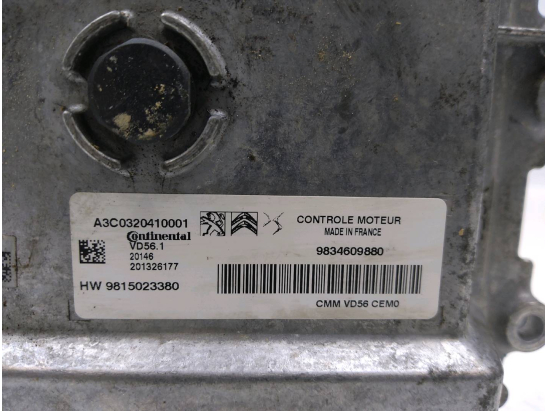 A3C0320410001
Continental
VD56.1
20146
201326177
HW 9815023380
CONTROLE MOTEUR
MADE IN FRANCE
9834609880
CMM VD56 CEM0